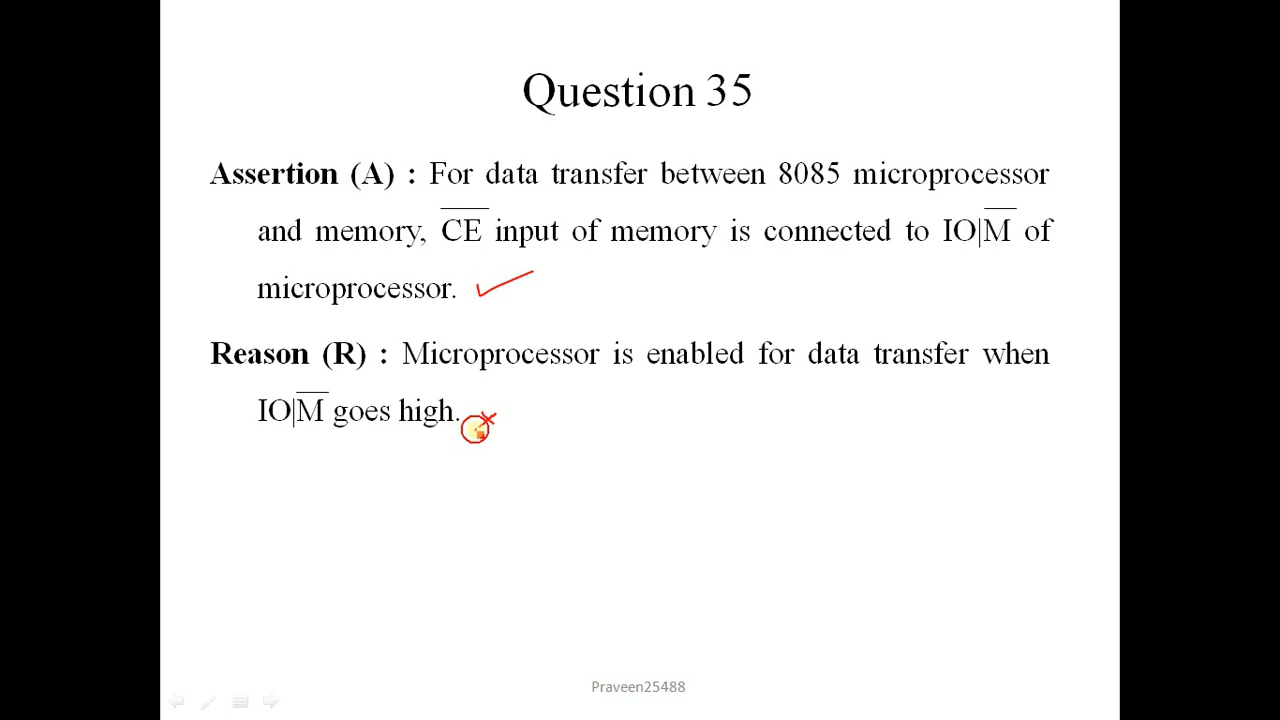 Question 35
Assertion (A) : For data transfer between 8085 microprocessor
and memory, C̅E̅ input of memory is connected to IO|M̅ of
microprocessor.
Reason (R) : Microprocessor is enabled for data transfer when
IO|M̅ goes high.
Praveen25488